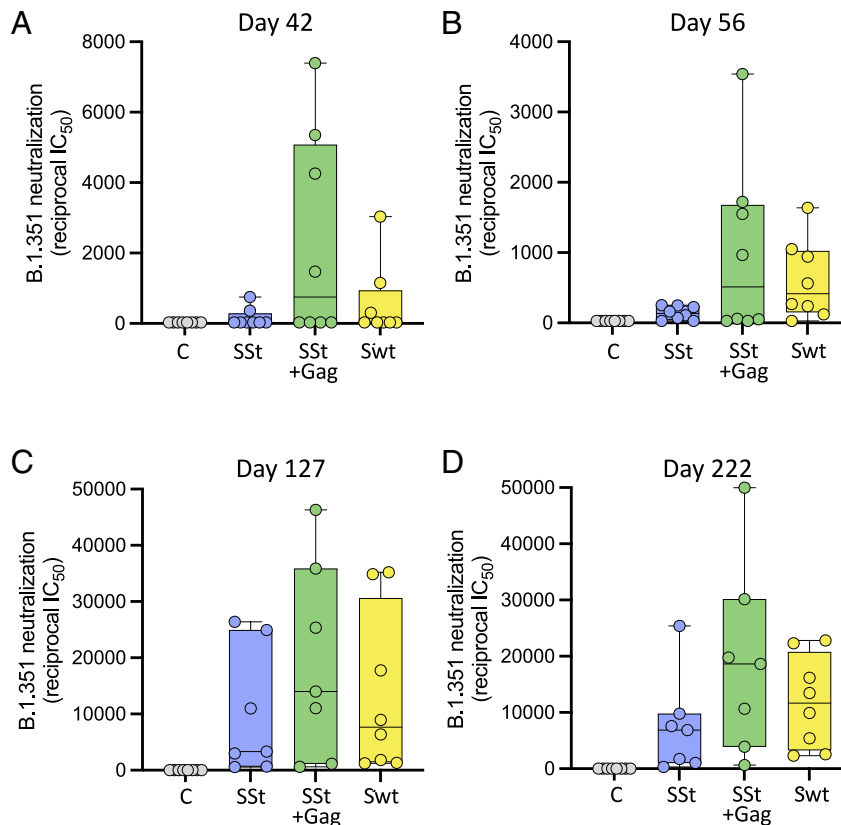 A
Day 42
B.1.351 neutralization
(reciprocal IC50)
8000
6000
4000
2000
0
C
SSt
SSt
+Gag
Swt
B
Day 56
B.1.351 neutralization
(reciprocal IC50)
4000
3000
2000
1000
0
C
SSt
SSt
+Gag
Swt
C
Day 127
B.1.351 neutralization
(reciprocal IC50)
50000
40000
30000
20000
10000
0
C
SSt
SSt
+Gag
Swt
D
Day 222
B.1.351 neutralization
(reciprocal IC50)
50000
40000
30000
20000
10000
0
C
SSt
SSt
+Gag
Swt